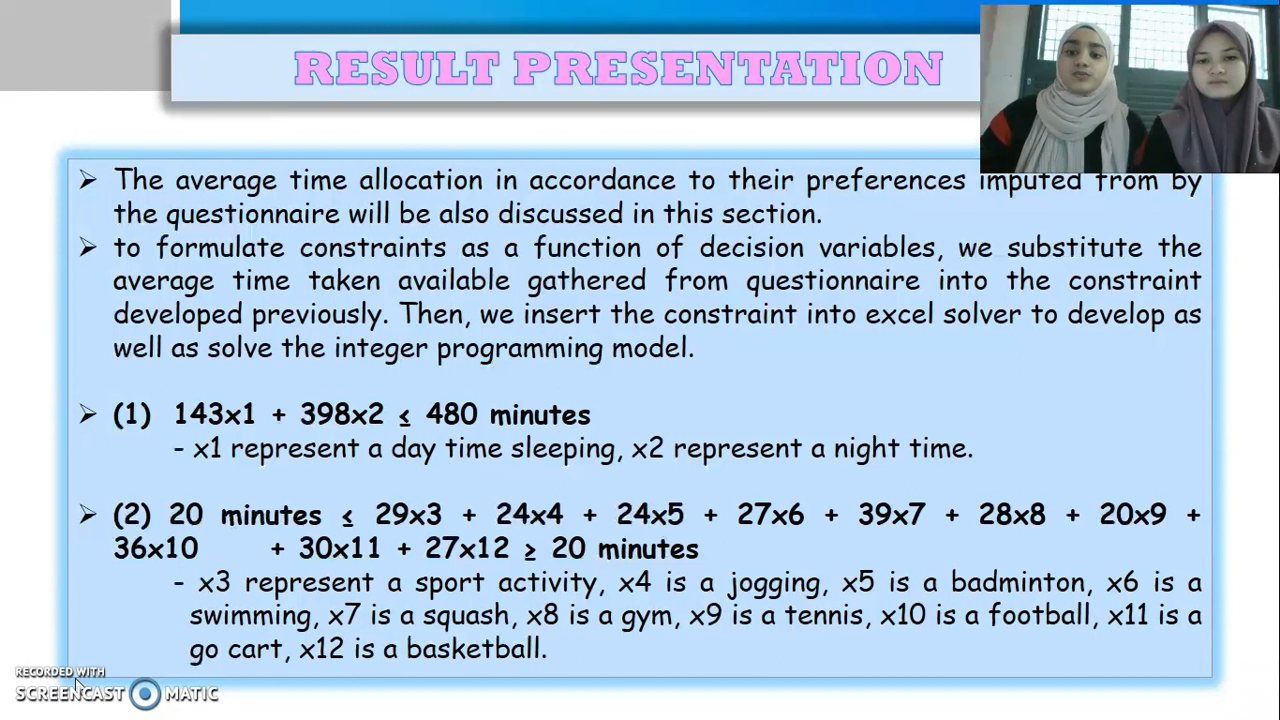 RESULT PRESENTATION
➢ The average time allocation in accordance to their preferences imputed from by
the questionnaire will be also discussed in this section.
➢ to formulate constraints as a function of decision variables, we substitute the
average time taken available gathered from questionnaire into the constraint
developed previously. Then, we insert the constraint into excel solver to develop as
well as solve the integer programming model.
➢ (1) 143x1 + 398x2 ≤ 480 minutes
- x1 represent a day time sleeping, x2 represent a night time.
➢ (2) 20 minutes ≤ 29x3 + 24x4 + 24x5 + 27x6 + 39x7 + 28x8 + 20x9 +
36x10 + 30x11 + 27x12 ≥ 20 minutes
- x3 represent a sport activity, x4 is a jogging, x5 is a badminton, x6 is a
swimming, x7 is a squash, x8 is a gym, x9 is a tennis, x10 is a football, x11 is a
go cart, x12 is a basketball.
RECORDED WITH
SCREENCAST MATIC